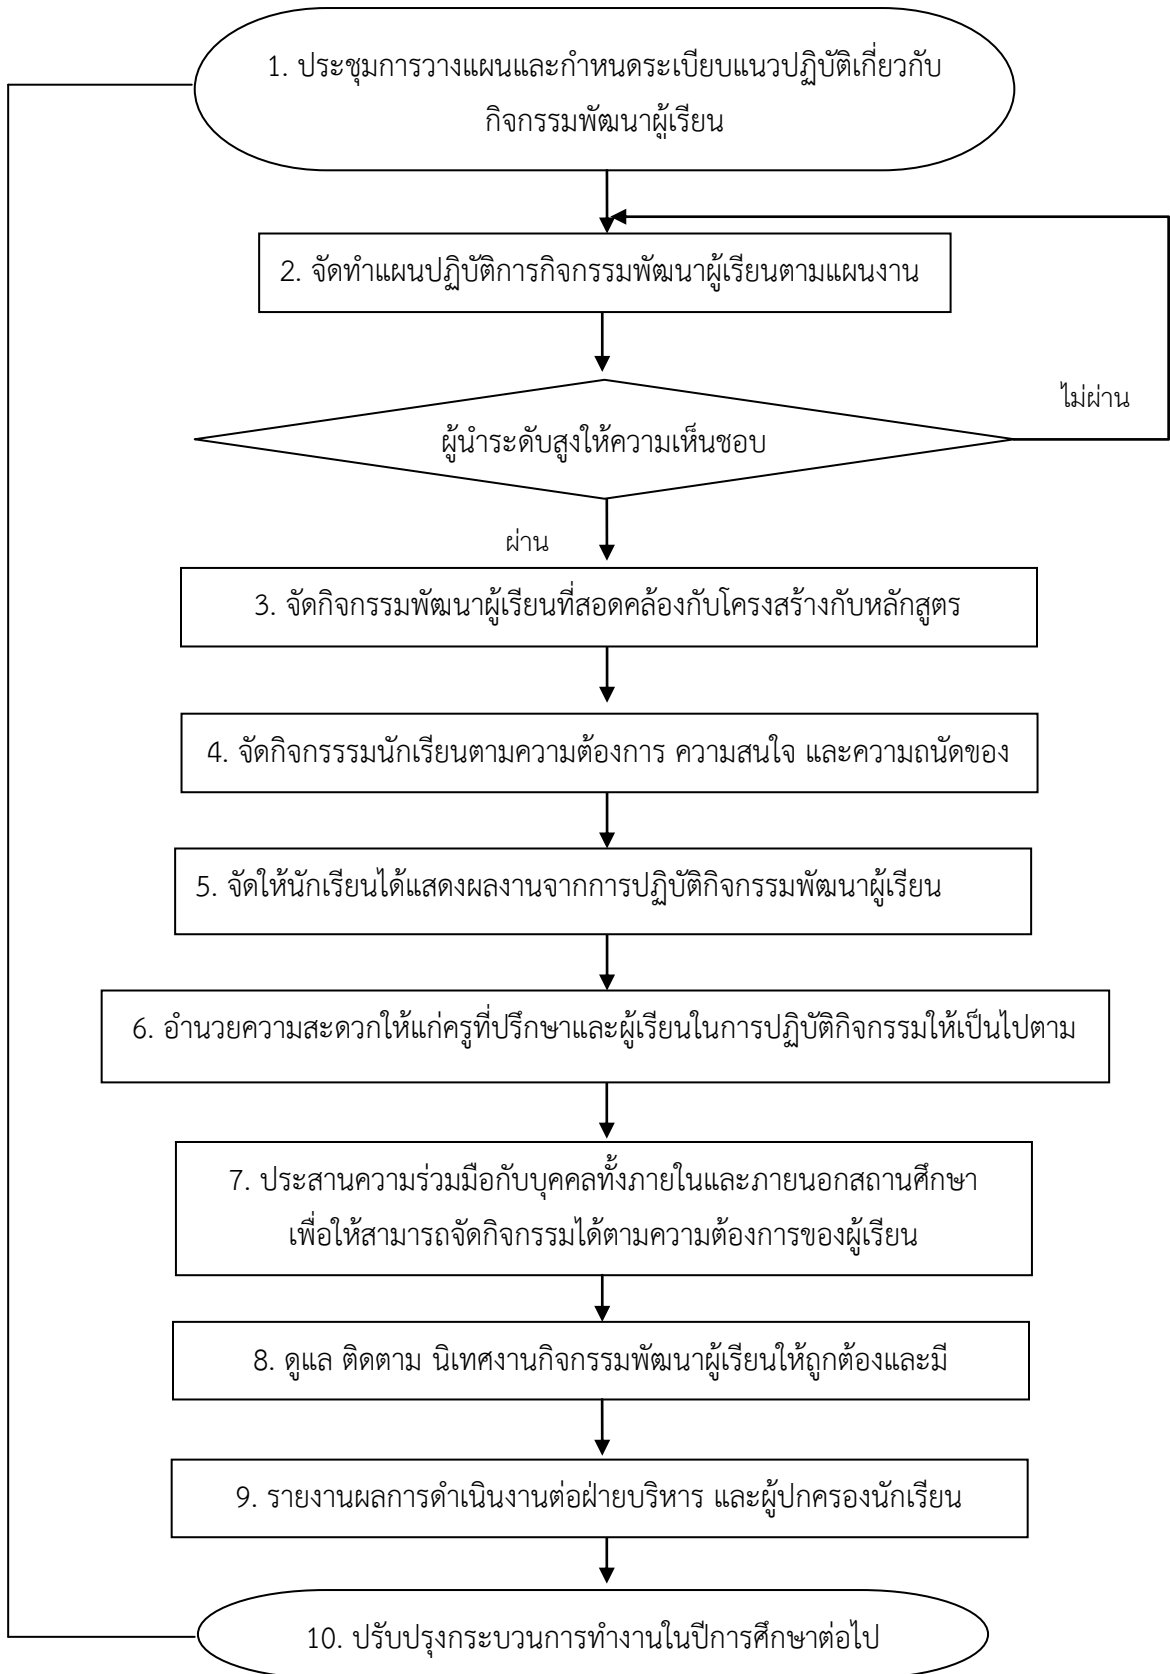 1. ประชุมการวางแผนและกำหนดระเบียบแนวปฏิบัติเกี่ยวกับ
กิจกรรมพัฒนาผู้เรียน
2. จัดทำแผนปฏิบัติการกิจกรรมพัฒนาผู้เรียนตามแผนงาน
ไม่ผ่าน
ผู้นำระดับสูงให้ความเห็นชอบ
ผ่าน
3. จัดกิจกรรมพัฒนาผู้เรียนที่สอดคล้องกับโครงสร้างกับหลักสูตร
4. จัดกิจกรรรมนักเรียนตามความต้องการ ความสนใจ และความถนัดของ
5. จัดให้นักเรียนได้แสดงผลงานจากการปฏิบัติกิจกรรมพัฒนาผู้เรียน
6. อำนวยความสะดวกให้แก่ครูที่ปรึกษาและผู้เรียนในการปฏิบัติกิจกรรมให้เป็นไปตาม
7. ประสานความร่วมมือกับบุคคลทั้งภายในและภายนอกสถานศึกษา
เพื่อให้สามารถจัดกิจกรรมได้ตามความต้องการของผู้เรียน
8. ดูแล ติดตาม นิเทศงานกิจกรรมพัฒนาผู้เรียนให้ถูกต้องและมี
9. รายงานผลการดำเนินงานต่อฝ่ายบริหาร และผู้ปกครองนักเรียน
10. ปรับปรุงกระบวนการทำงานในปีการศึกษาต่อไป